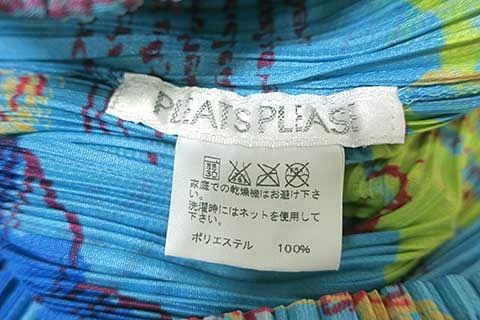 PLEATS PLEASE
弱
30
家庭での乾燥機はお避け下さい。
洗濯時にはネットを使用して下さい。
ポリエステル 100%